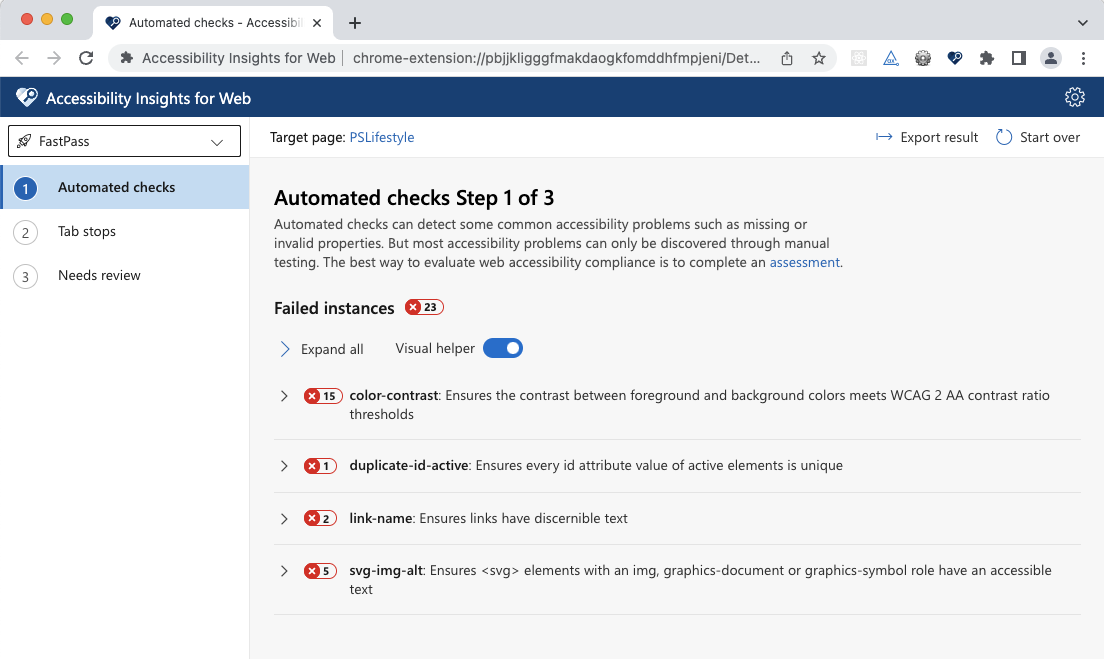 Automated checks - Accessibil
Accessibility Insights for Web
chrome-extension://pbjjkligggfmakdaogkfomddhfmpjeni/Det...
Accessibility Insights for Web
FastPass
Target page: PSLifestyle
Export result
Start over
1
Automated checks
2
Tab stops
3
Needs review
Automated checks Step 1 of 3
Automated checks can detect some common accessibility problems such as missing or
invalid properties. But most accessibility problems can only be discovered through manual
testing. The best way to evaluate web accessibility compliance is to complete an assessment.
Failed instances 23
Expand all
Visual helper
15 color-contrast: Ensures the contrast between foreground and background colors meets WCAG 2 AA contrast ratio
thresholds
1 duplicate-id-active: Ensures every id attribute value of active elements is unique
2 link-name: Ensures links have discernible text
5 svg-img-alt: Ensures <svg> elements with an img, graphics-document or graphics-symbol role have an accessible
text